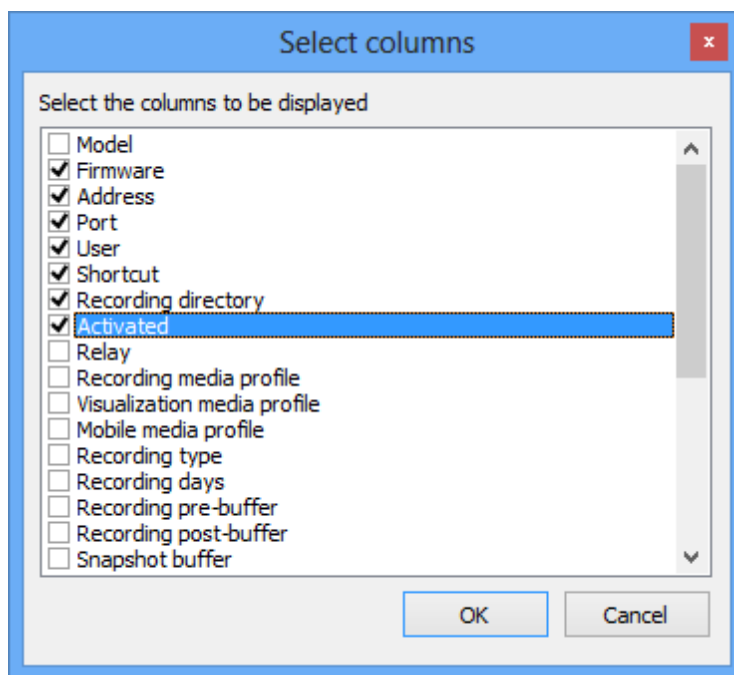 Select columns
x
Select the columns to be displayed
Model
Firmware
Address
Port
User
Shortcut
Recording directory
Activated
Relay
Recording media profile
Visualization media profile
Mobile media profile
Recording type
Recording days
Recording pre-buffer
Recording post-buffer
Snapshot buffer
OK Cancel